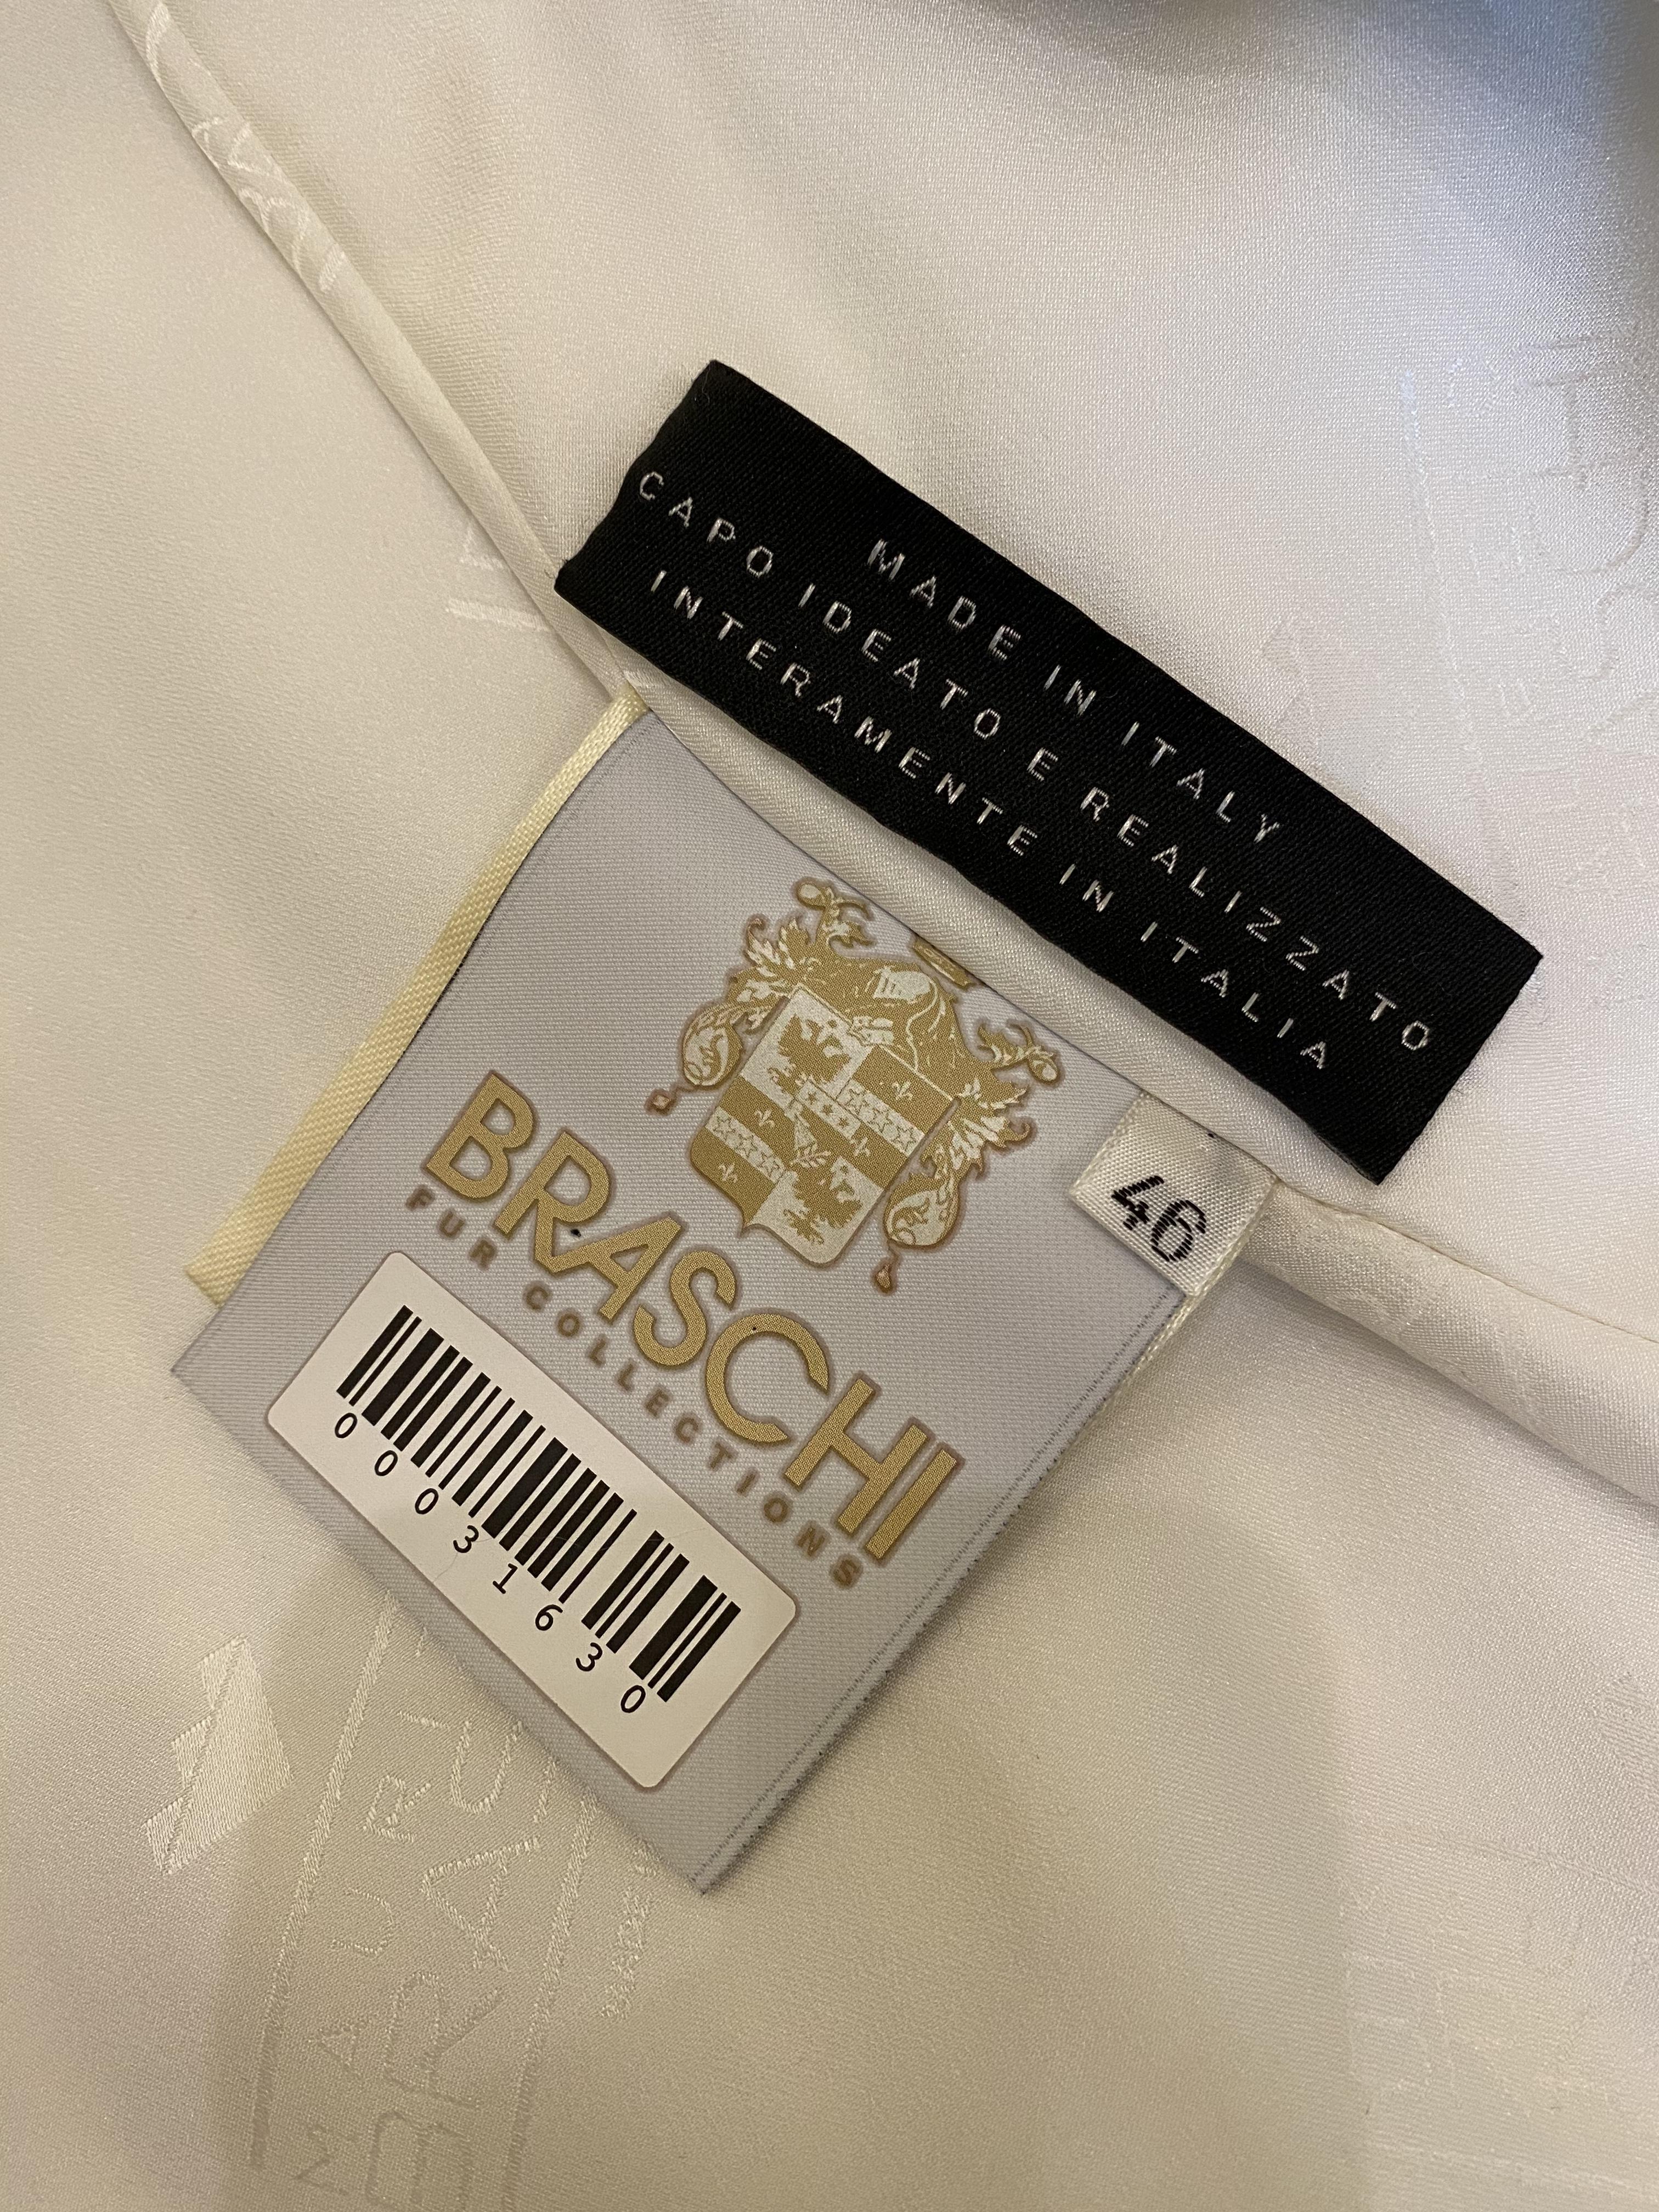 MADE IN ITALY
CAPO IDEATO E REALIZZATO
INTERAMENTE IN ITALIA
46
BRASCHI
FUR COLLECTIONS
00031630